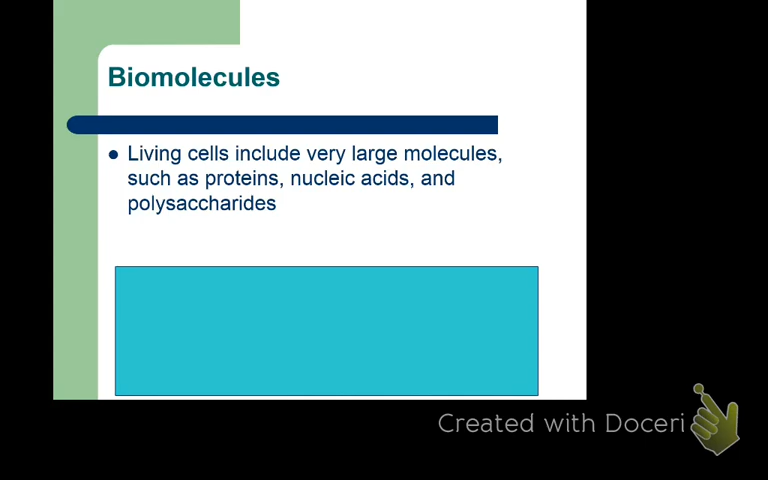 Biomolecules
Living cells include very large molecules,
such as proteins, nucleic acids, and
polysaccharides
Created with Doceri